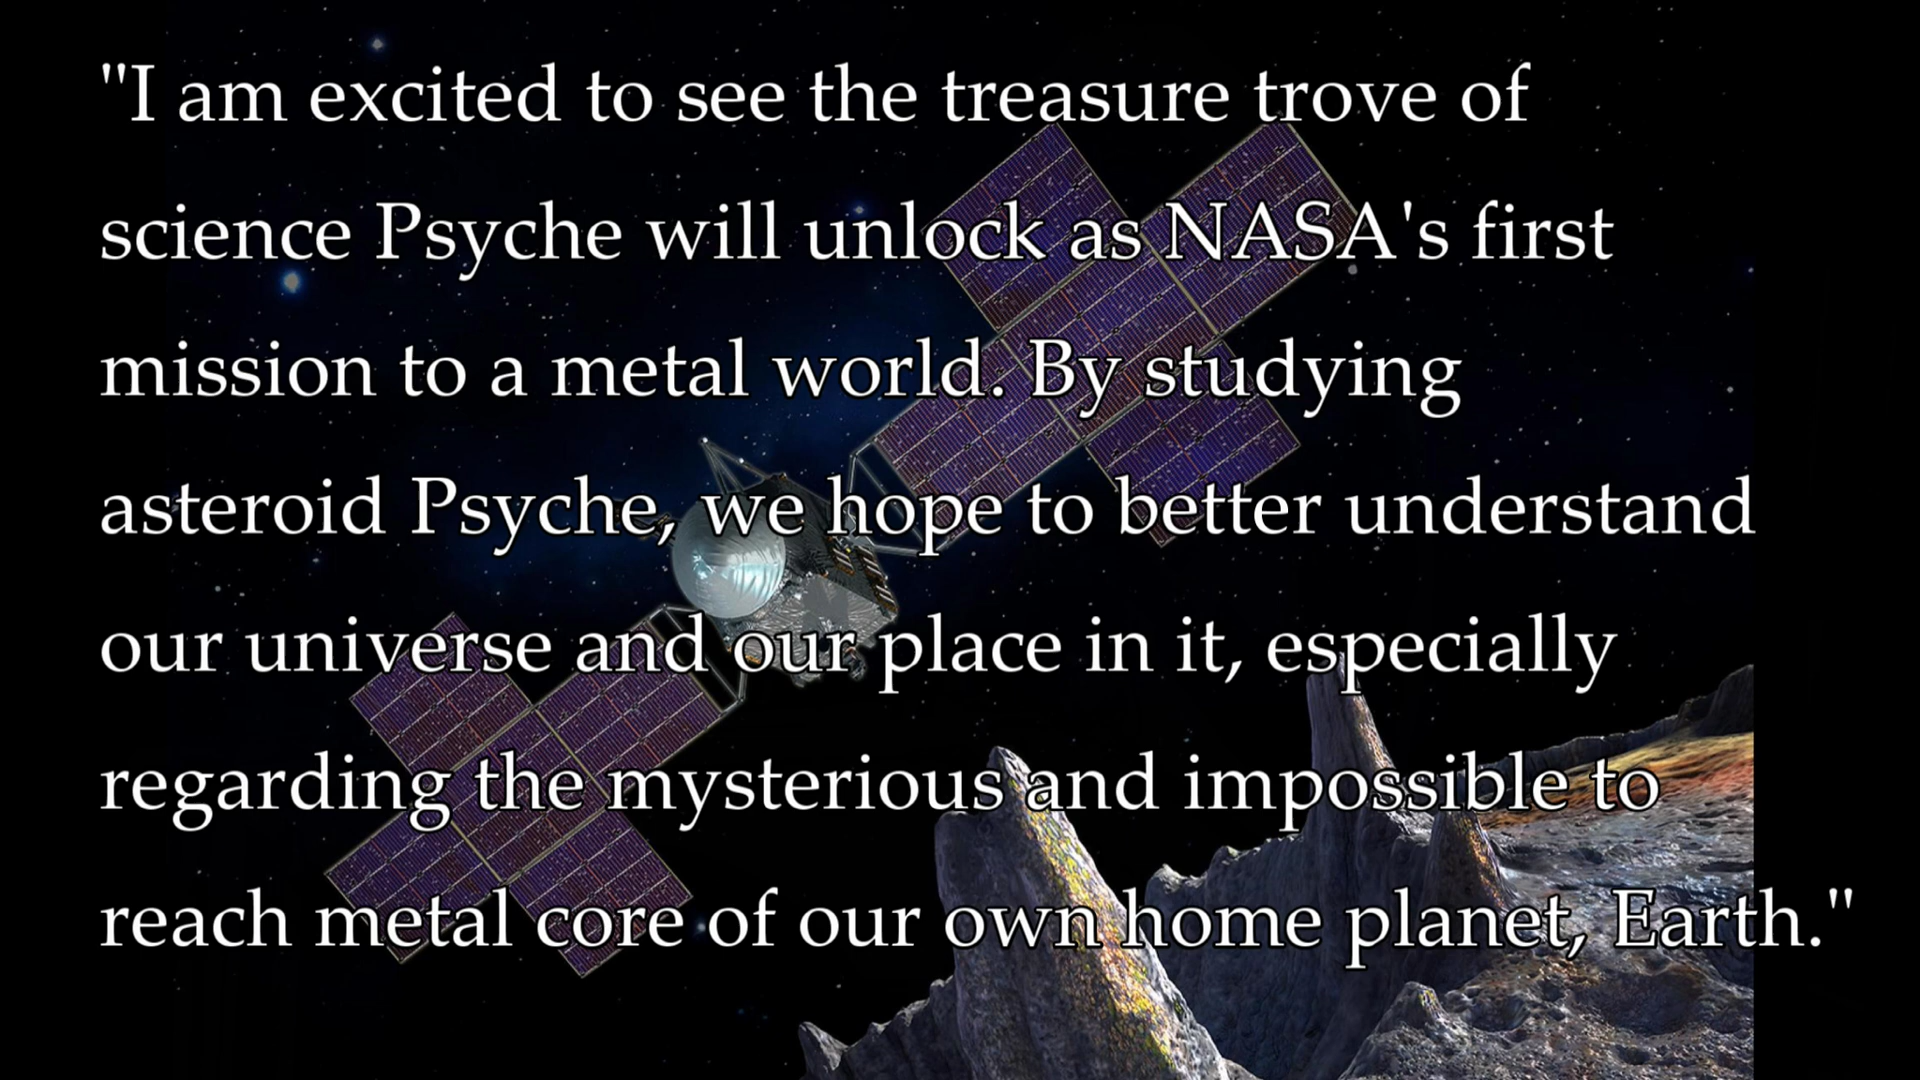 "I am excited to see the treasure trove of
science Psyche will unlock as NASA's first
mission to a metal world. By studying
asteroid Psyche, we hope to better understand
our universe and our place in it, especially
regarding the mysterious and impossible to
reach metal core of our own home planet, Earth."